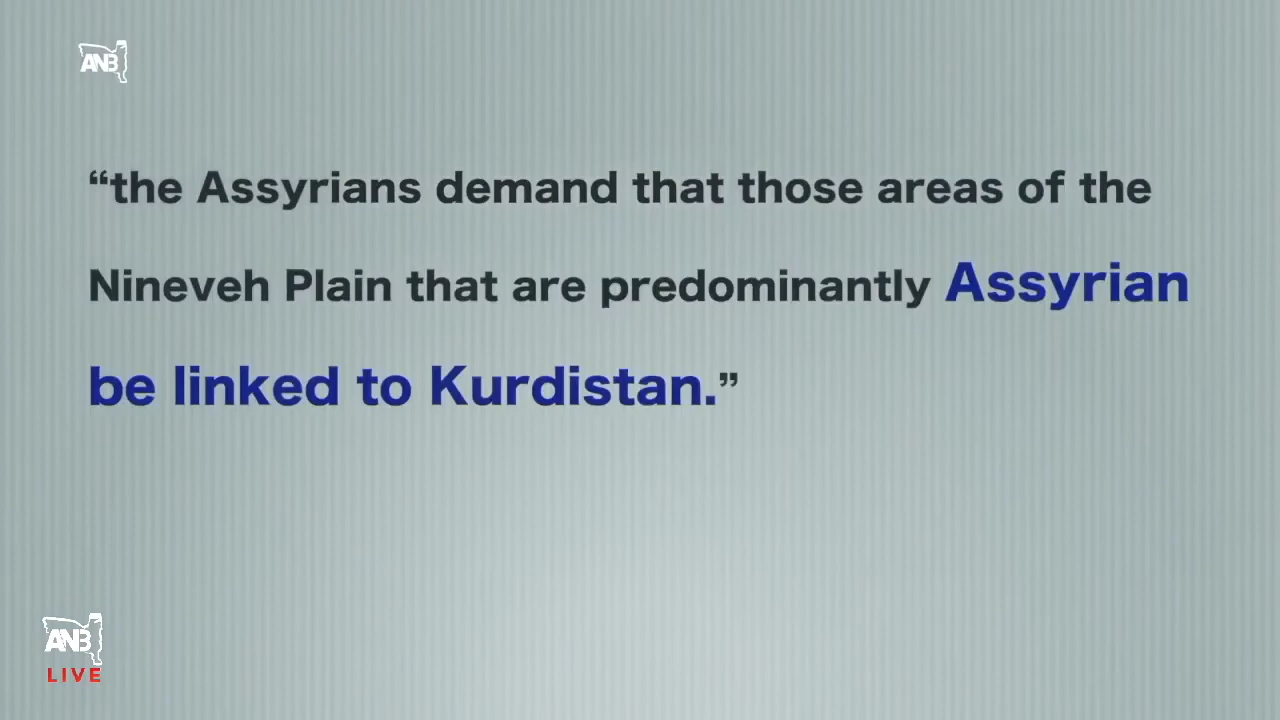 ANB
“the Assyrians demand that those areas of the
Nineveh Plain that are predominantly Assyrian
be linked to Kurdistan.”
ANB
LIVE